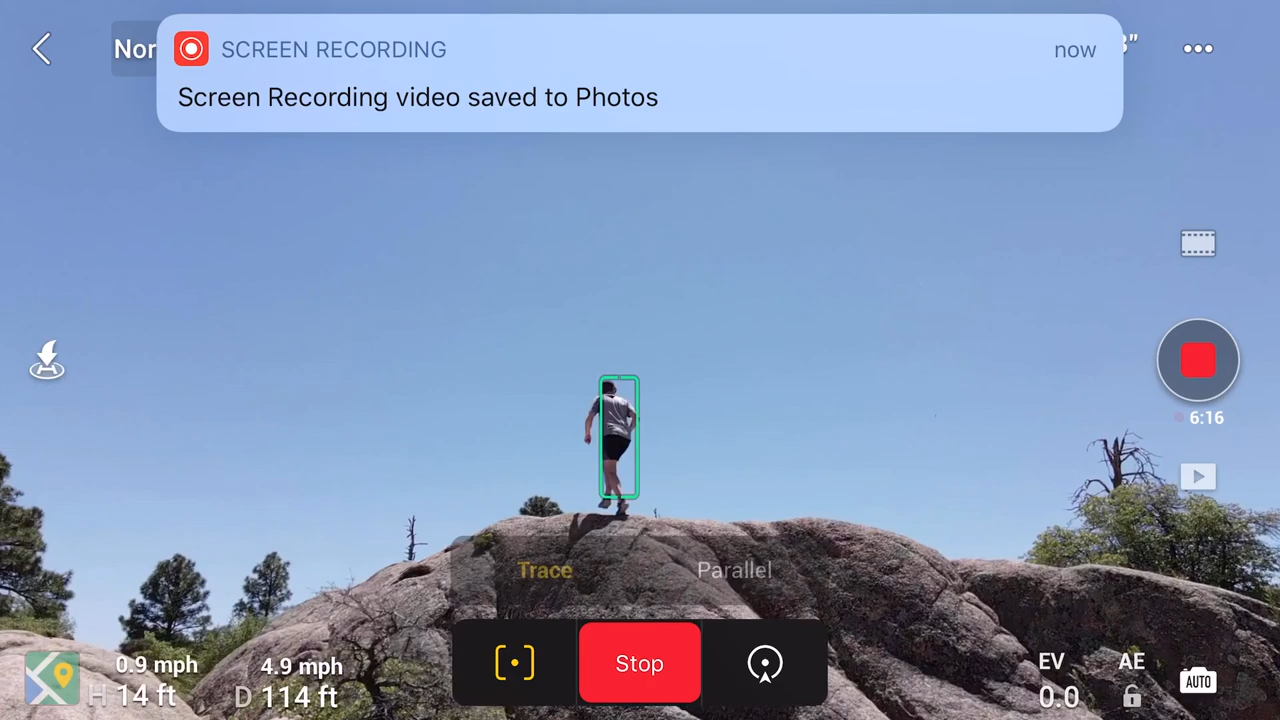 Nor
SCREEN RECORDING
now
8"
Screen Recording video saved to Photos
6:16
Trace
Parallel
0.9 mph
4.9 mph
H 14 ft
D 114 ft
Stop
EV
AE
0.0
AUTO